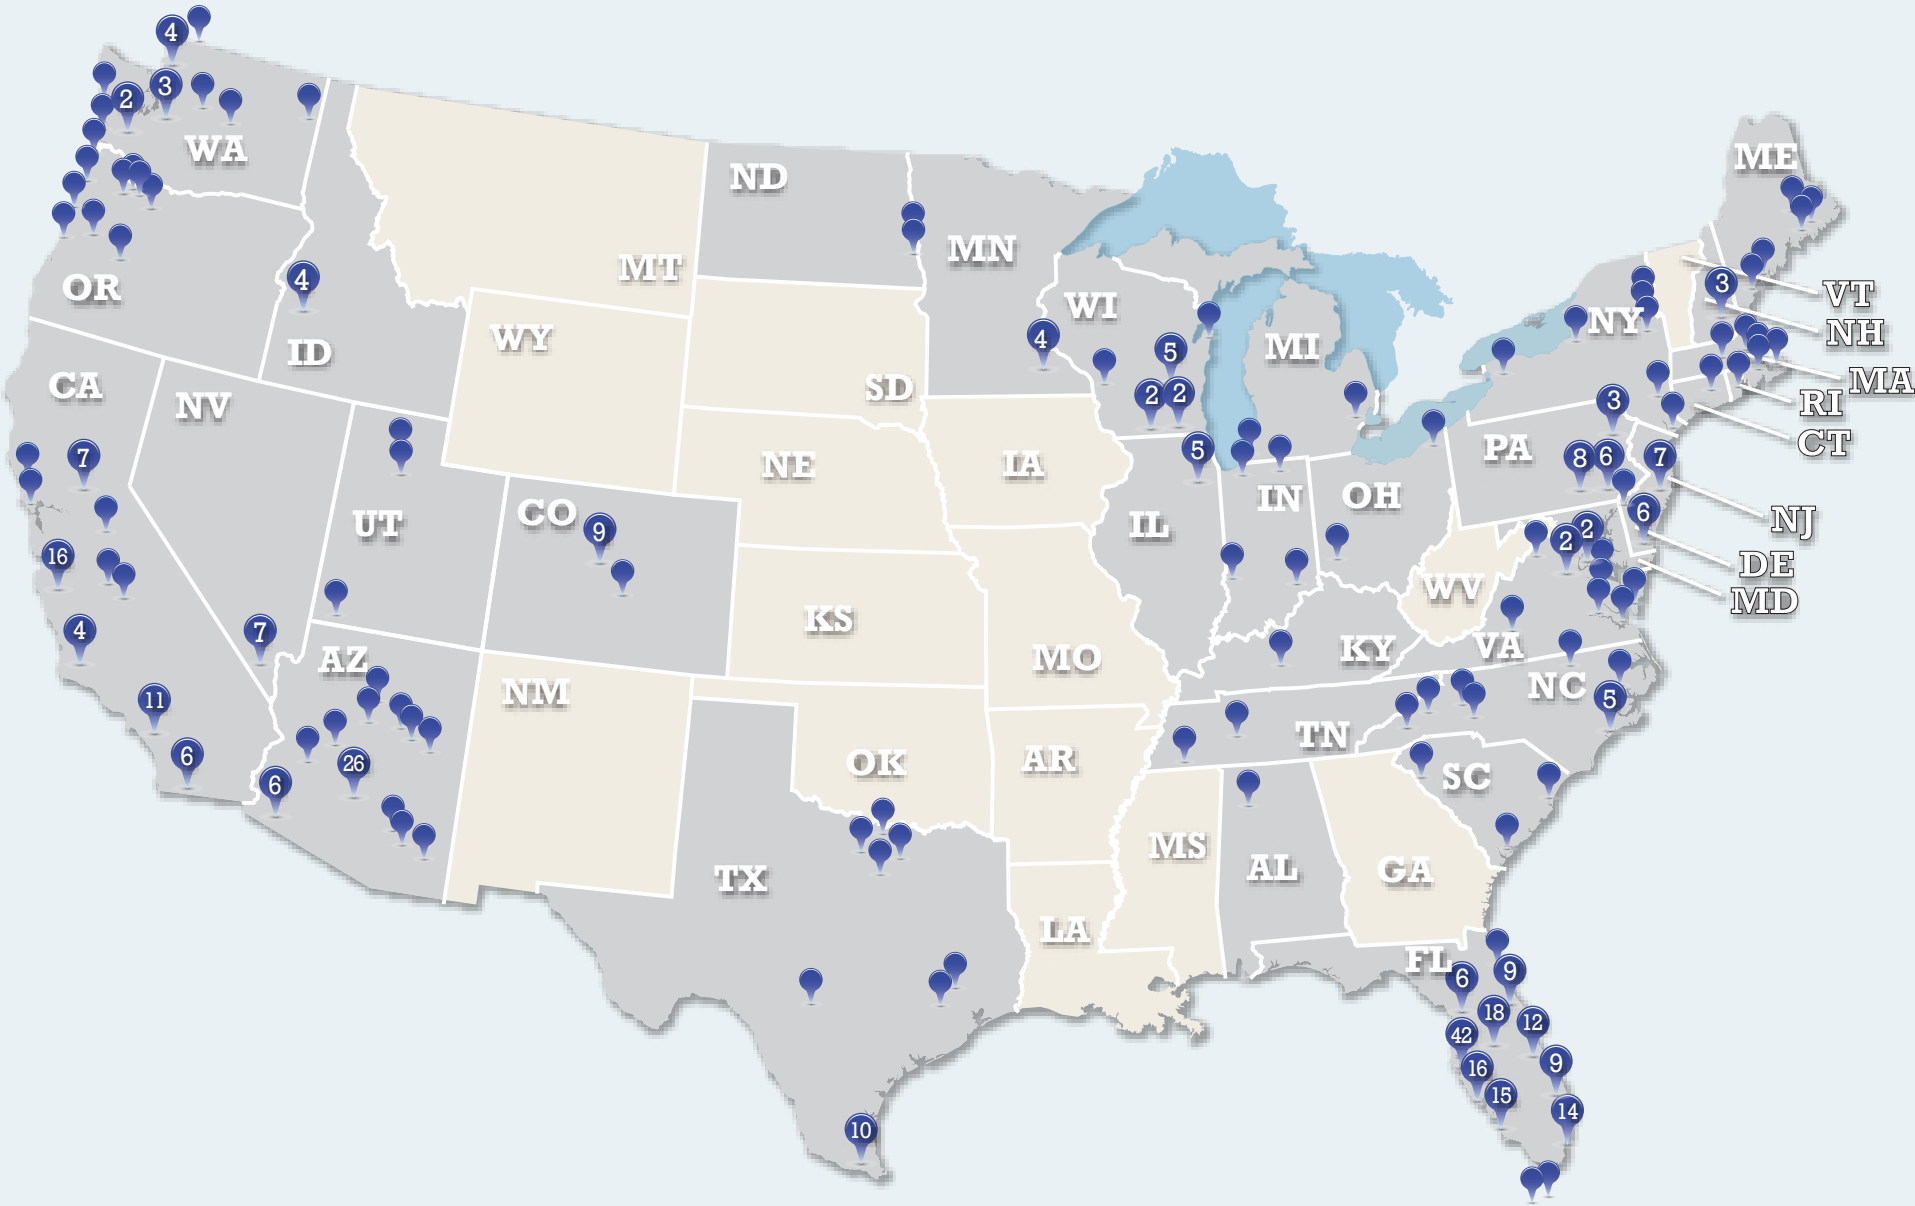 4
3
2
WA
ME
ND
MN
MT
4
OR
3
VT
WI
NY
NH
4
WY
ID
MI
5
CA
SD
MA
2 2
3
RI
NV
CT
7
5
PA
8 6
7
NE
IA
IN
OH
CO
9
6
UT
IL
NJ
2
2
16
DE
WV
MD
KS
4
7
VA
KY
AZ
MO
NM
NC
5
11
TN
6
OK
AR
26
SC
6
MS
TX
AL
GA
LA
FL
6
9
18
12
42
16
9
15
14
10